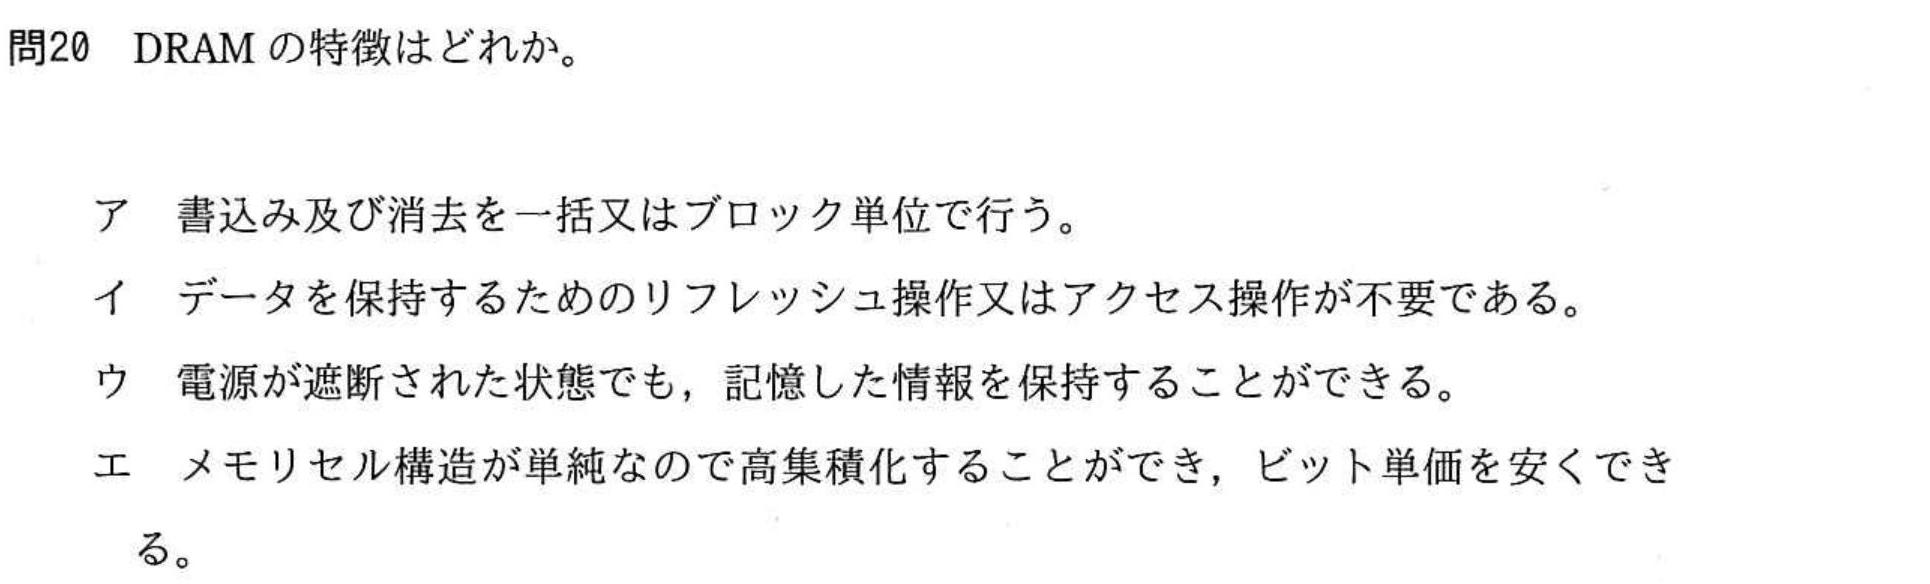 問20 DRAM の特徴はどれか。
ア 書込み及び消去を一括又はブロック単位で行う。
イ データを保持するためのリフレッシュ操作又はアクセス操作が不要である。
ウ 電源が遮断された状態でも，記憶した情報を保持することができる。
エ メモリセル構造が単純なので高集積化することができ，ビット単価を安くでき
る。